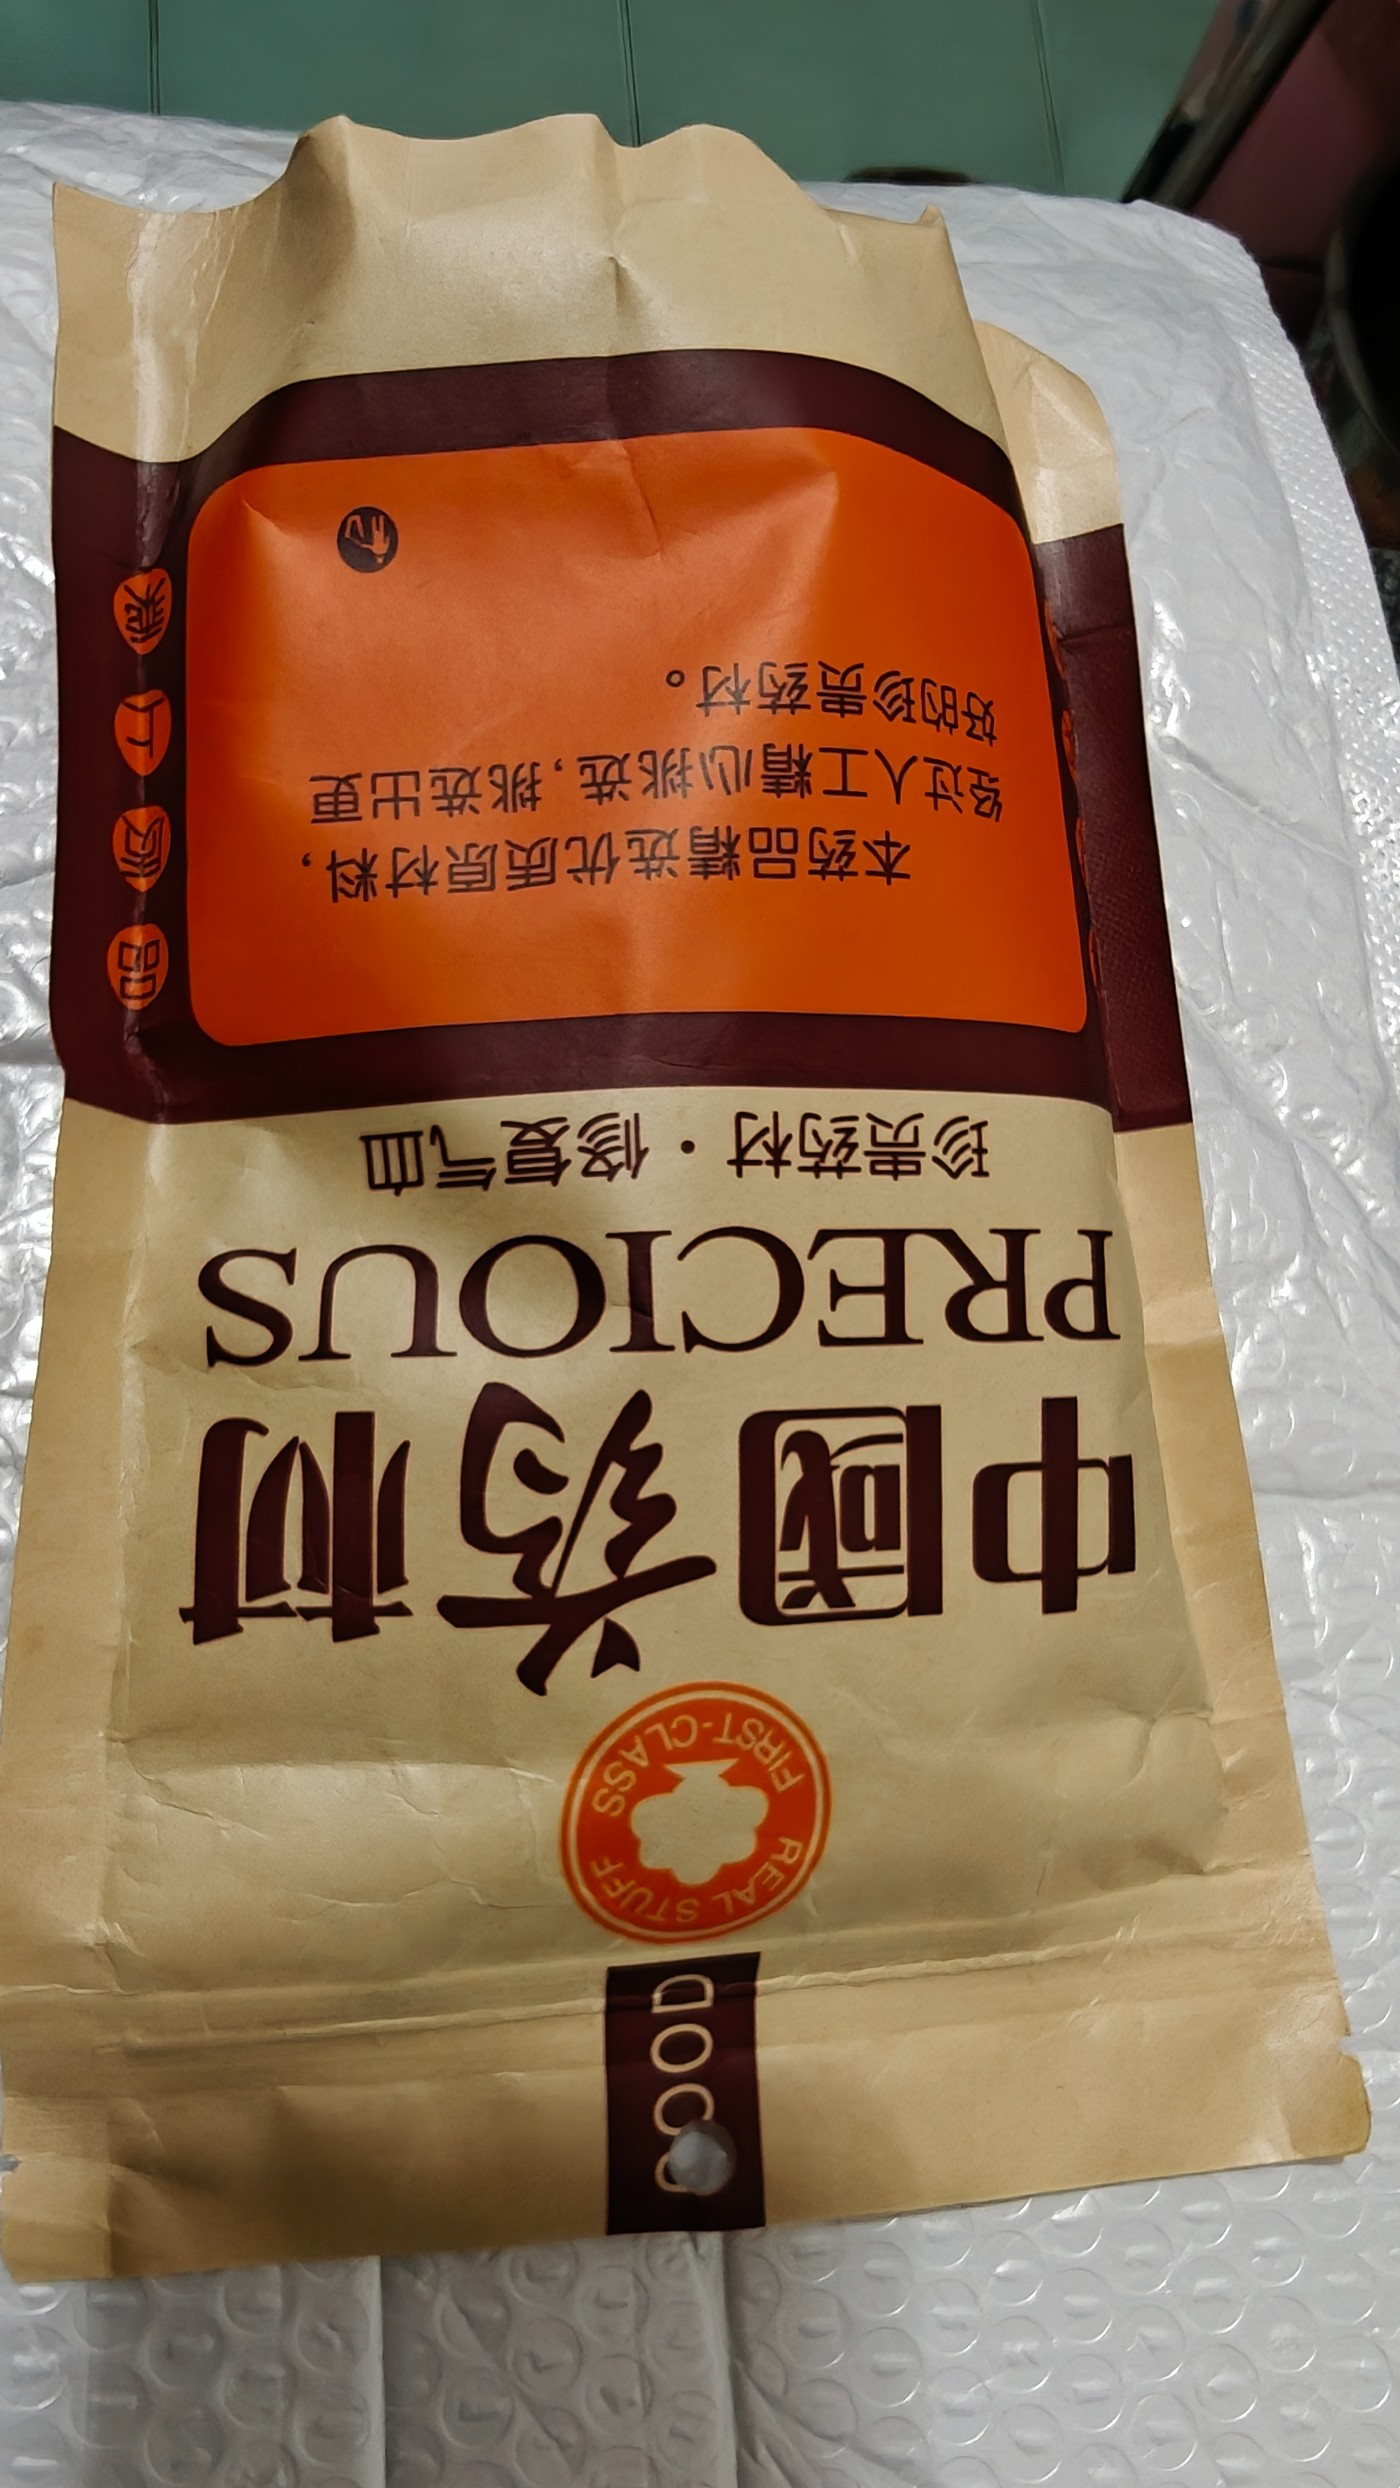 GOOD
FIRST-CLASS
REAL STUFF
中國药材
PRECIOUS
珍贵药材·修复气血
本药品精选优质原材料,
经过人工精心挑选,挑选出更
好的珍贵药材。
品质上乘